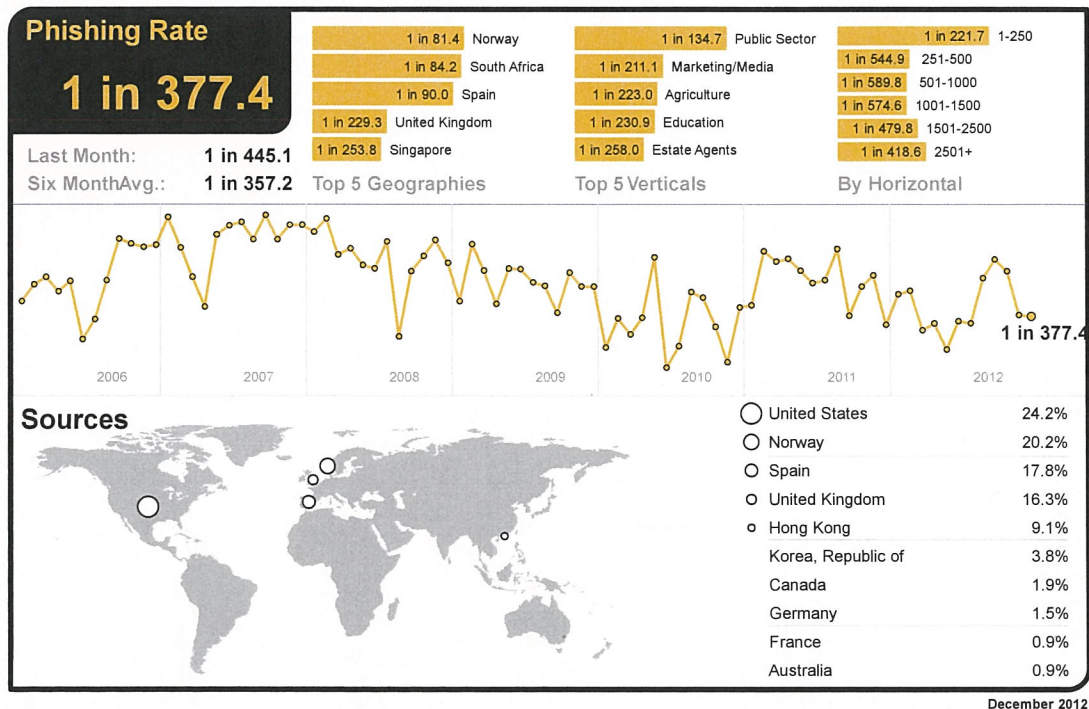 Phishing Rate
1 in 377.4
Last Month: 1 in 445.1
Six MonthAvg.: 1 in 357.2
1 in 81.4 Norway
1 in 84.2 South Africa
1 in 90.0 Spain
1 in 229.3 United Kingdom
1 in 253.8 Singapore
Top 5 Geographies
1 in 134.7 Public Sector
1 in 211.1 Marketing/Media
1 in 223.0 Agriculture
1 in 230.9 Education
1 in 258.0 Estate Agents
Top 5 Verticals
1 in 221.7 1-250
1 in 544.9 251-500
1 in 589.8 501-1000
1 in 574.6 1001-1500
1 in 479.8 1501-2500
1 in 418.6 2501+
By Horizontal
1 in 377.4
2006 2007 2008 2009 2010 2011 2012
Sources
United States 24.2%
Norway 20.2%
Spain 17.8%
United Kingdom 16.3%
Hong Kong 9.1%
Korea, Republic of 3.8%
Canada 1.9%
Germany 1.5%
France 0.9%
Australia 0.9%
December 2012